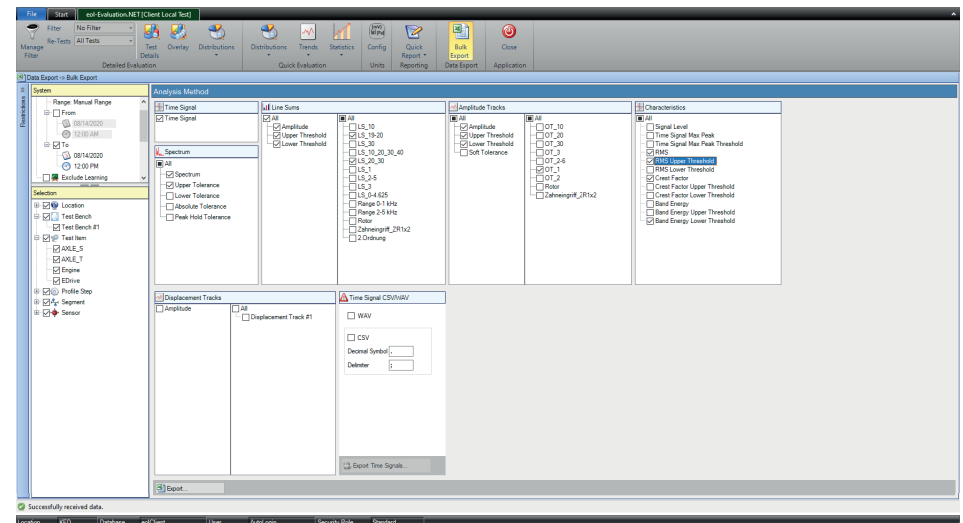 File Start eol-Evaluation.NET [Client Local Test]
Manage Filter
Filter No Filter
Re-Tests All Tests
Test Details
Overlay
Distributions
Detailed Evaluation
Distributions
Trends
Statistics
Quick Evaluation
Config
Units
Quick Report
Reporting
Bulk Export
Data Export
Close
Application
Data Export -> Bulk Export
Restrictions
System
Range: Manual Range
From
08/14/2020
12:00 AM
To
08/14/2020
12:00 PM
Exclude Learning
Selection
Location
Test Bench
Test Bench #1
Test Item
AXLE_S
AXLE_T
Engine
EDrive
Profile Step
Segment
Sensor
Analysis Method
Time Signal
Time Signal
Spectrum
All
Spectrum
Upper Tolerance
Lower Tolerance
Absolute Tolerance
Peak Hold Tolerance
Line Sums
All
Amplitude
Upper Threshold
Lower Threshold
All
LS_10
LS_19-20
LS_30
LS_10_20_30_40
LS_20_30
LS_1
LS_2-5
LS_3
LS_0-4.625
Range 0-1 kHz
Range 2-5 kHz
Rotor
Zahneingriff_ZR1x2
2.Ordnung
Amplitude Tracks
All
Amplitude
Upper Threshold
Lower Threshold
Soft Tolerance
All
OT_10
OT_20
OT_30
OT_3
OT_2-6
OT_1
OT_2
Rotor
Zahneingriff_ZR1x2
Characteristics
All
Signal Level
Time Signal Max Peak
Time Signal Max Peak Threshold
RMS
RMS Upper Threshold
RMS Lower Threshold
Crest Factor
Crest Factor Upper Threshold
Crest Factor Lower Threshold
Band Energy
Band Energy Upper Threshold
Band Energy Lower Threshold
Displacement Tracks
Amplitude
All
Displacement Track #1
Time Signal CSV/WAV
WAV
CSV
Decimal Symbol .
Delimiter ;
Export Time Signals...
Export...
Successfully received data.
Location KED Database eolClient User AutoLogin Security Role Standard